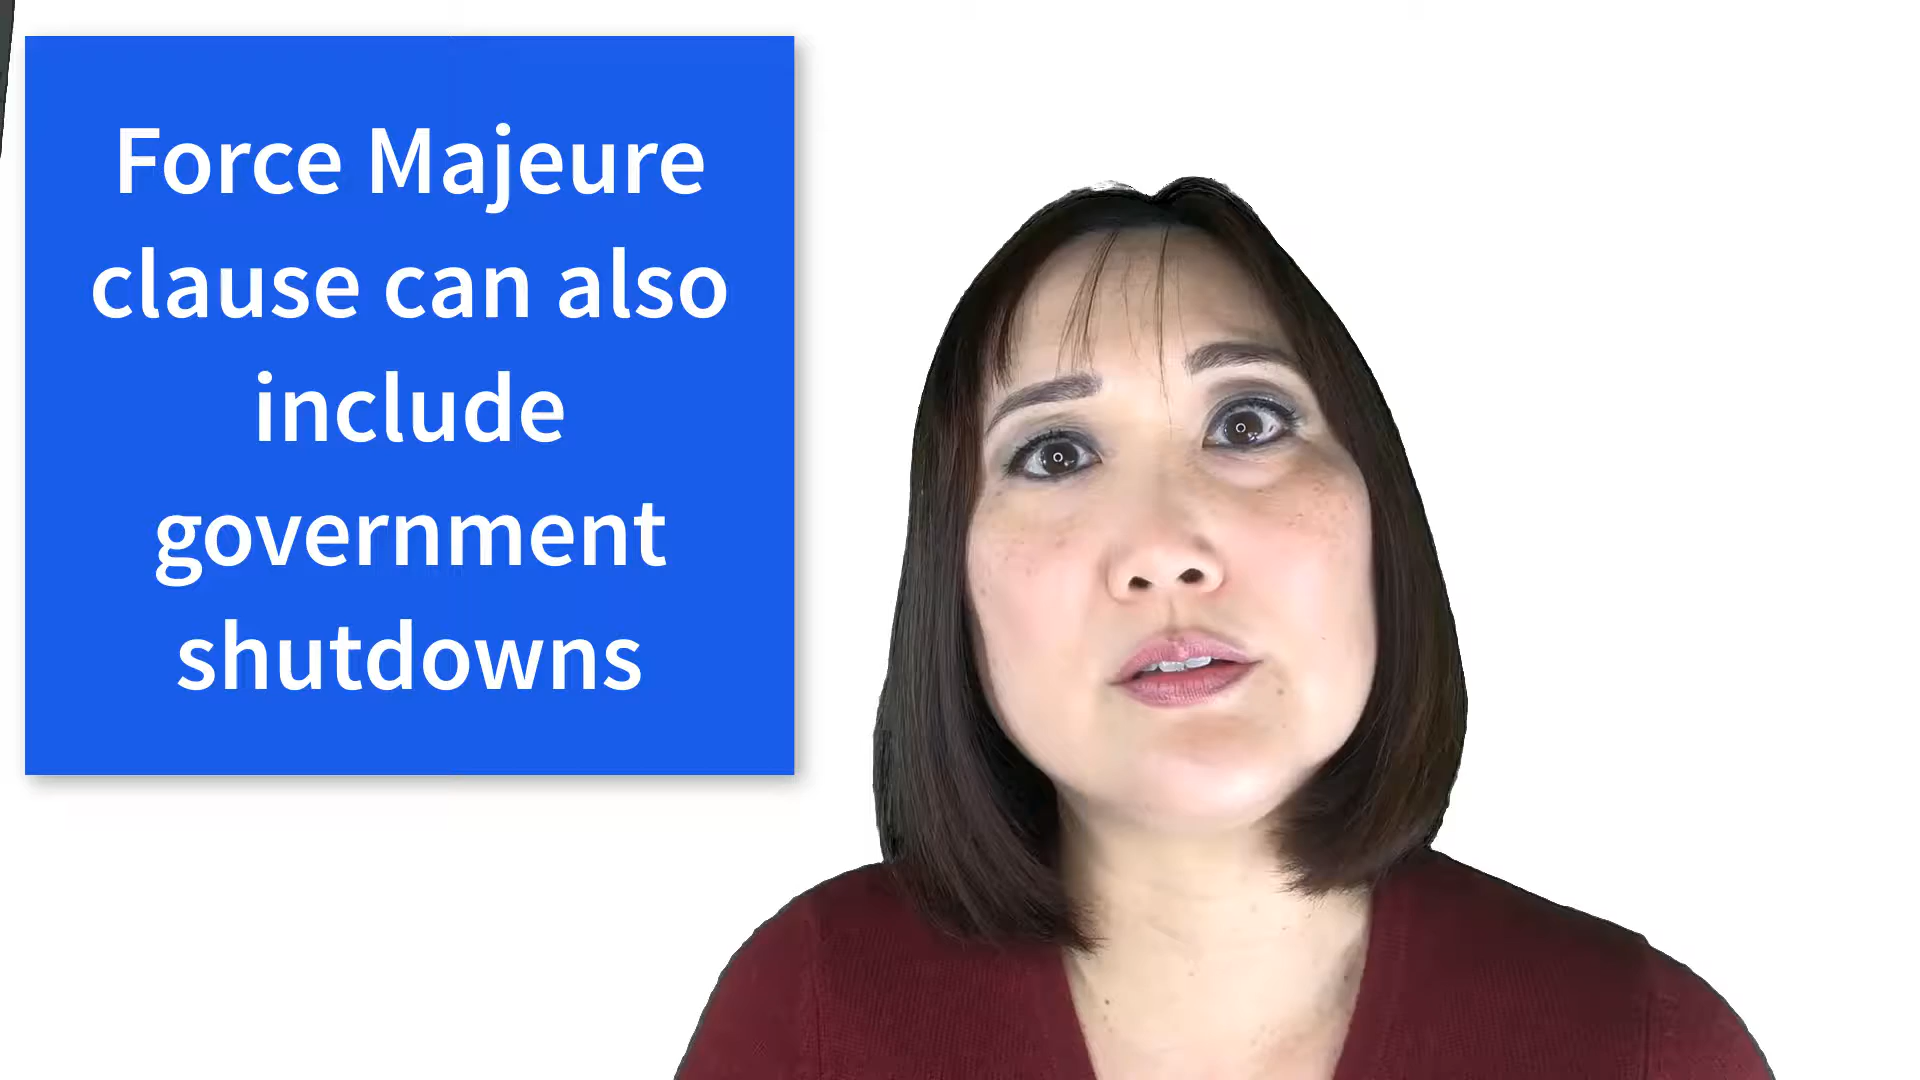 Force Majeure
clause can also
include
government
shutdowns